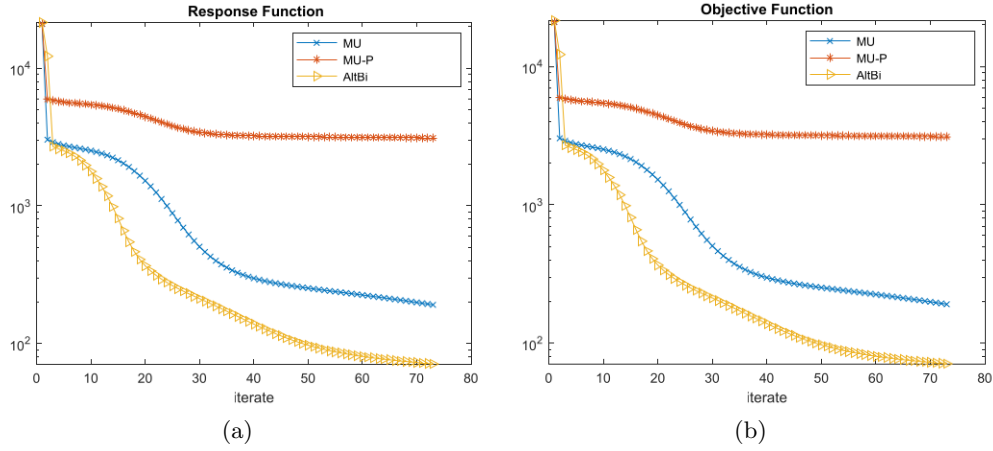 Response Function
MU
MU-P
AltBi
10^4
10^3
10^2
0 10 20 30 40 50 60 70 80
iterate
(a)
Objective Function
MU
MU-P
AltBi
10^4
10^3
10^2
0 10 20 30 40 50 60 70 80
iterate
(b)